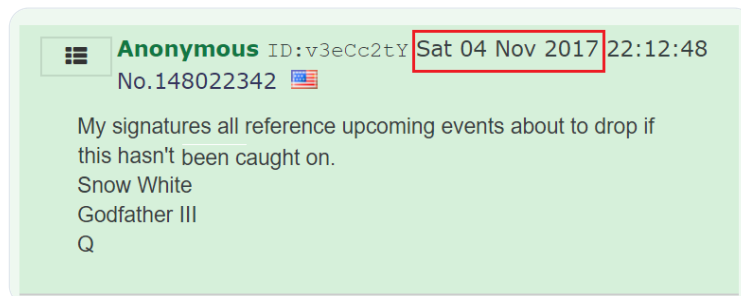 Anonymous ID:v3eCc2tY Sat 04 Nov 2017 22:12:48
No.148022342
My signatures all reference upcoming events about to drop if
this hasn't been caught on.
Snow White
Godfather III
Q